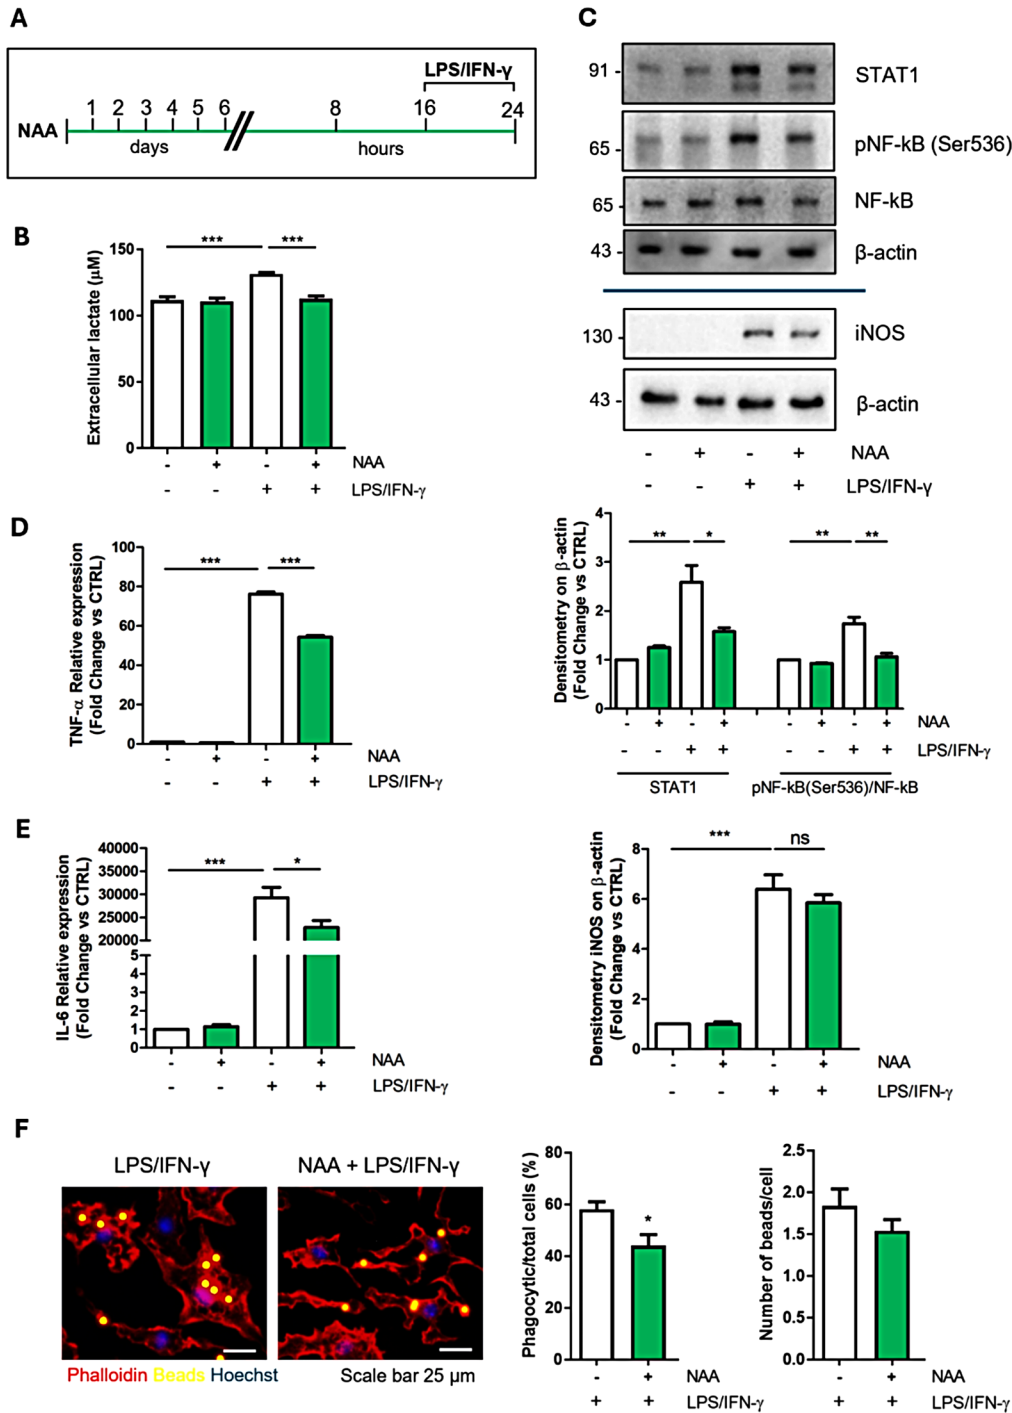 A
LPS/IFN-γ
1 2 3 4 5 6 8 16 24
NAA
days hours
B
150
100
50
0
Extracellular lactate (μM)
*** ***
- + - + NAA
- - + + LPS/IFN-γ
C
91 - STAT1
65 - pNF-kB (Ser536)
65 - NF-kB
43 - β-actin
130 - iNOS
43 - β-actin
- + - + NAA
- - + + LPS/IFN-γ
4
3
2
1
0
Densitometry on β-actin
(Fold Change vs CTRL)
** * ** **
- + - + - + - + NAA
- - + + - - + + LPS/IFN-γ
STAT1 pNF-kB(Ser536)/NF-kB
8
6
4
2
0
Densitometry iNOS on β-actin
(Fold Change vs CTRL)
*** ns
- + - + NAA
- - + + LPS/IFN-γ
D
100
80
60
40
20
0
TNF-α Relative expression
(Fold Change vs CTRL)
*** ***
- + - + NAA
- - + + LPS/IFN-γ
E
40000
35000
30000
25000
20000
5
4
3
2
1
0
IL-6 Relative expression
(Fold Change vs CTRL)
*** *
- + - + NAA
- - + + LPS/IFN-γ
F
LPS/IFN-γ NAA + LPS/IFN-γ
Phalloidin Beads Hoechst Scale bar 25 μm
80
60
40
20
0
Phagocytic/total cells (%)
*
- + NAA
+ + LPS/IFN-γ
2.5
2.0
1.5
1.0
0.5
0.0
Number of beads/cell
- + NAA
+ + LPS/IFN-γ